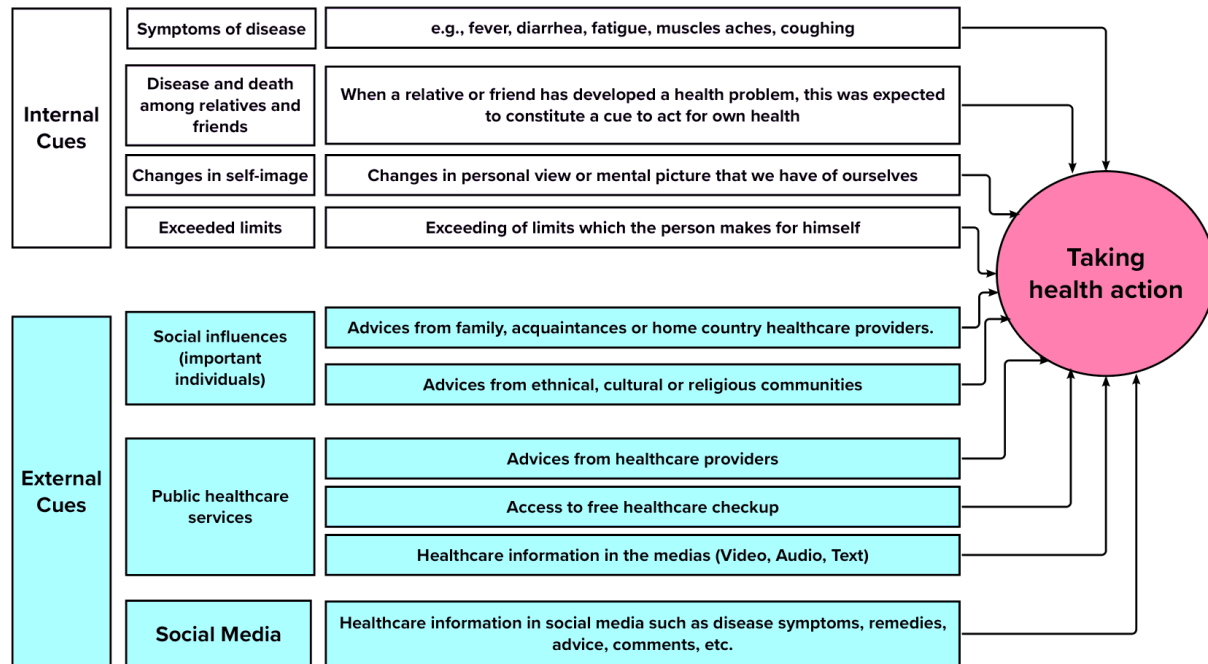 Internal
Cues
Symptoms of disease
e.g., fever, diarrhea, fatigue, muscles aches, coughing
Disease and death
among relatives and
friends
When a relative or friend has developed a health problem, this was expected
to constitute a cue to act for own health
Changes in self-image
Changes in personal view or mental picture that we have of ourselves
Exceeded limits
Exceeding of limits which the person makes for himself
Taking
health action
External
Cues
Social influences
(important
individuals)
Advices from family, acquaintances or home country healthcare providers.
Advices from ethnical, cultural or religious communities
Public healthcare
services
Advices from healthcare providers
Access to free healthcare checkup
Healthcare information in the medias (Video, Audio, Text)
Social Media
Healthcare information in social media such as disease symptoms, remedies,
advice, comments, etc.